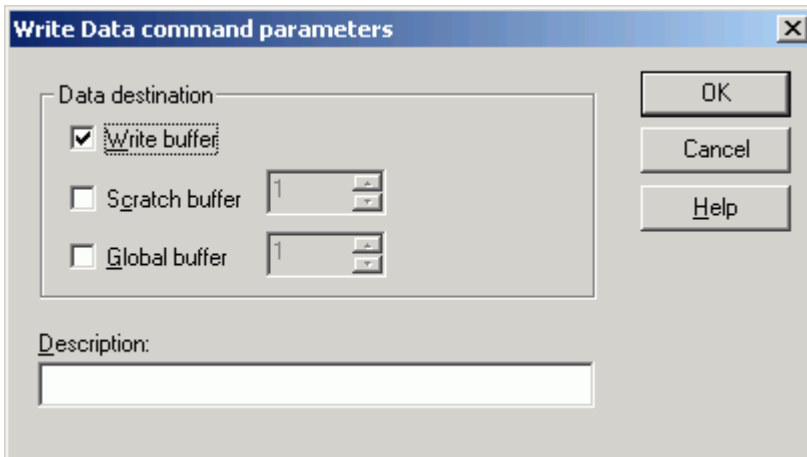 Write Data command parameters
Data destination
Write buffer
Scratch buffer 1
Global buffer 1
OK
Cancel
Help
Description: